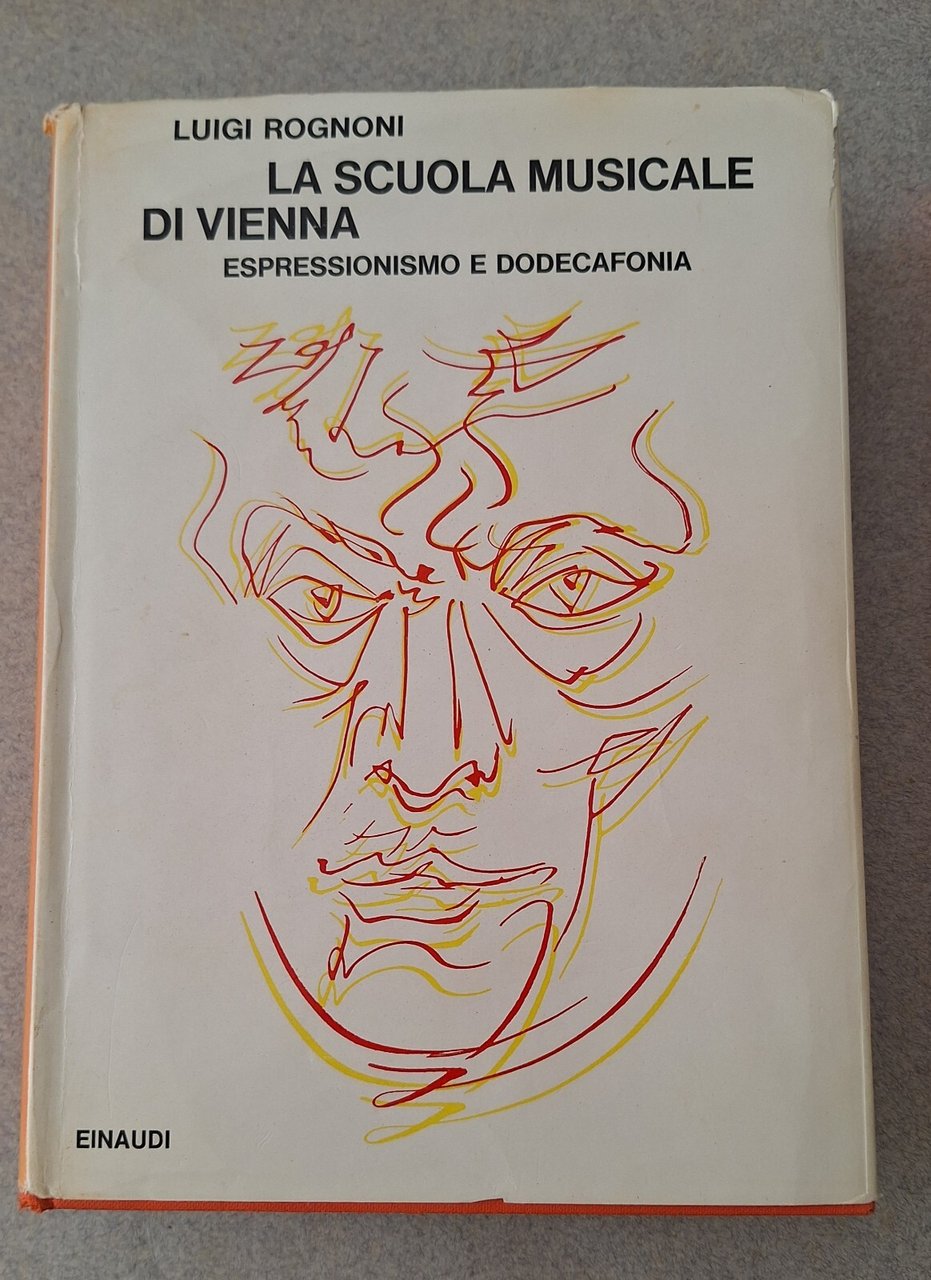 LUIGI ROGNONI
LA SCUOLA MUSICALE
DI VIENNA
ESPRESSIONISMO E DODECAFONIA
EINAUDI